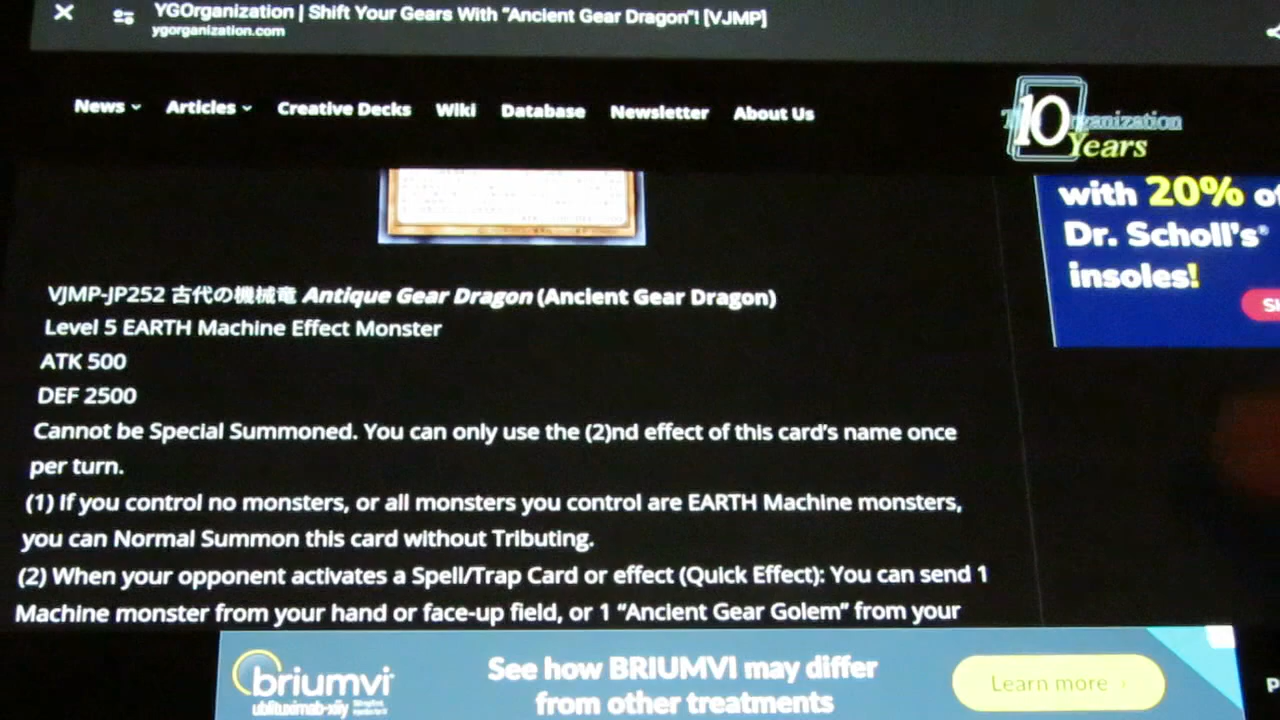 YGOrganization | Shift Your Gears With "Ancient Gear Dragon"! [VJMP]
ygorganization.com
News Articles Creative Decks Wiki Database Newsletter About Us
10
Organization
Years
with 20%
Dr. Scholl's®
insoles!
VJMP-JP252 古代の機械竜 Antique Gear Dragon (Ancient Gear Dragon)
Level 5 EARTH Machine Effect Monster
ATK 500
DEF 2500
Cannot be Special Summoned. You can only use the (2)nd effect of this card's name once
per turn.
(1) If you control no monsters, or all monsters you control are EARTH Machine monsters,
you can Normal Summon this card without Tributing.
(2) When your opponent activates a Spell/Trap Card or effect (Quick Effect): You can send 1
Machine monster from your hand or face-up field, or 1 "Ancient Gear Golem" from your
briumvi
ublituximab-xiiy
See how BRIUMVI may differ
from other treatments
Learn more